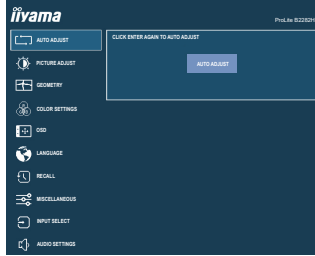 iiyama
ProLite B2282H
AUTO ADJUST
CLICK ENTER AGAIN TO AUTO ADJUST
AUTO ADJUST
PICTURE ADJUST
GEOMETRY
COLOR SETTINGS
OSD
LANGUAGE
RECALL
MISCELLANEOUS
INPUT SELECT
AUDIO SETTINGS